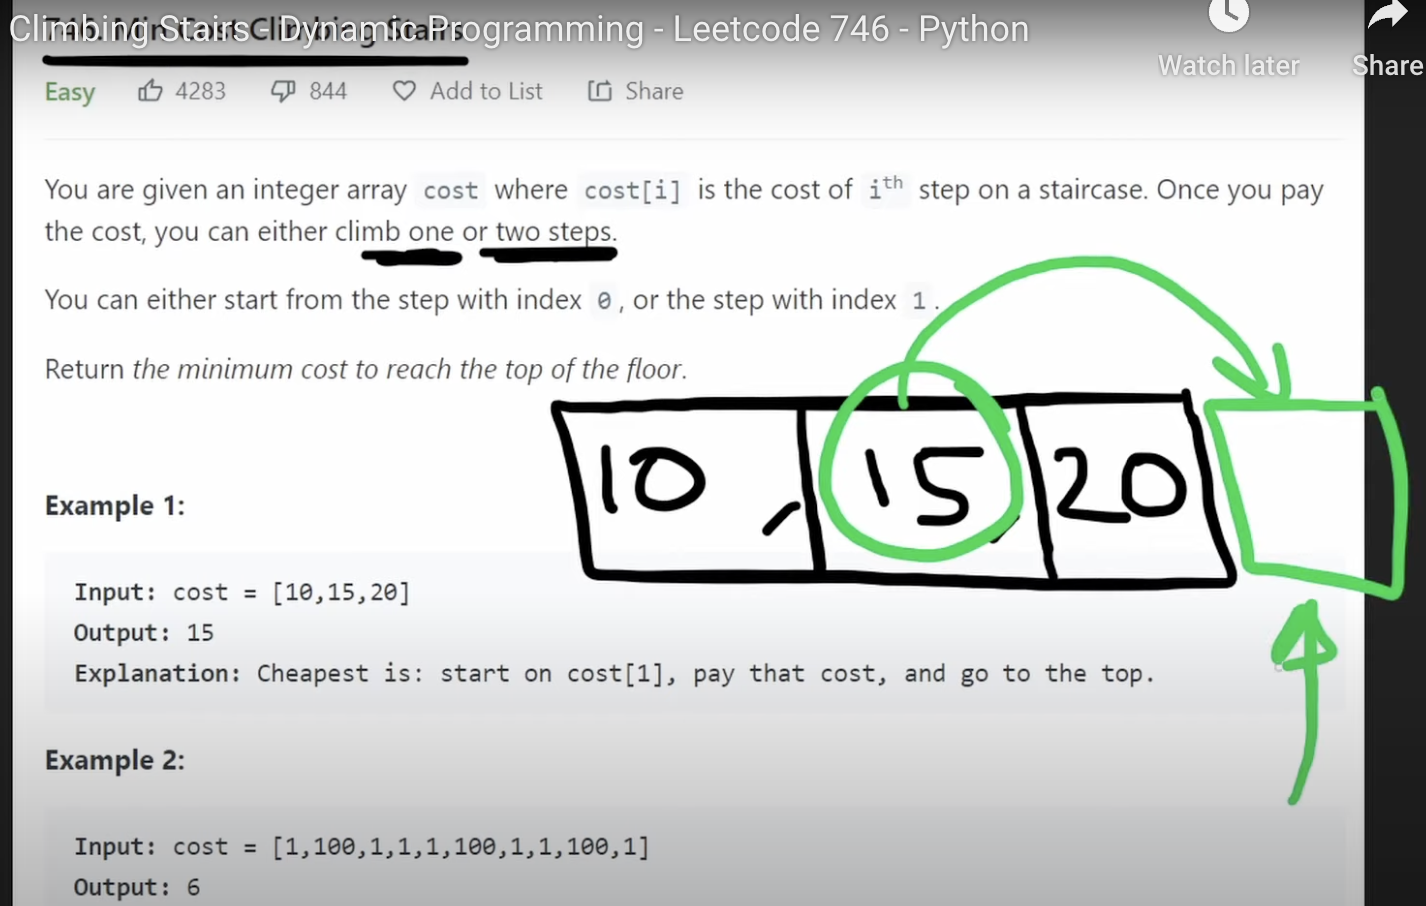 Climbing Stairs - Dynamic Programming - Leetcode 746 - Python
746. Min Cost Climbing Stairs
Watch later
Share
Easy 4283 844 Add to List Share
You are given an integer array cost where cost[i] is the cost of ith step on a staircase. Once you pay
the cost, you can either climb one or two steps.
You can either start from the step with index 0, or the step with index 1.
Return the minimum cost to reach the top of the floor.
10, 15, 20
Example 1:
Input: cost = [10,15,20]
Output: 15
Explanation: Cheapest is: start on cost[1], pay that cost, and go to the top.
Example 2:
Input: cost = [1,100,1,1,1,100,1,1,100,1]
Output: 6